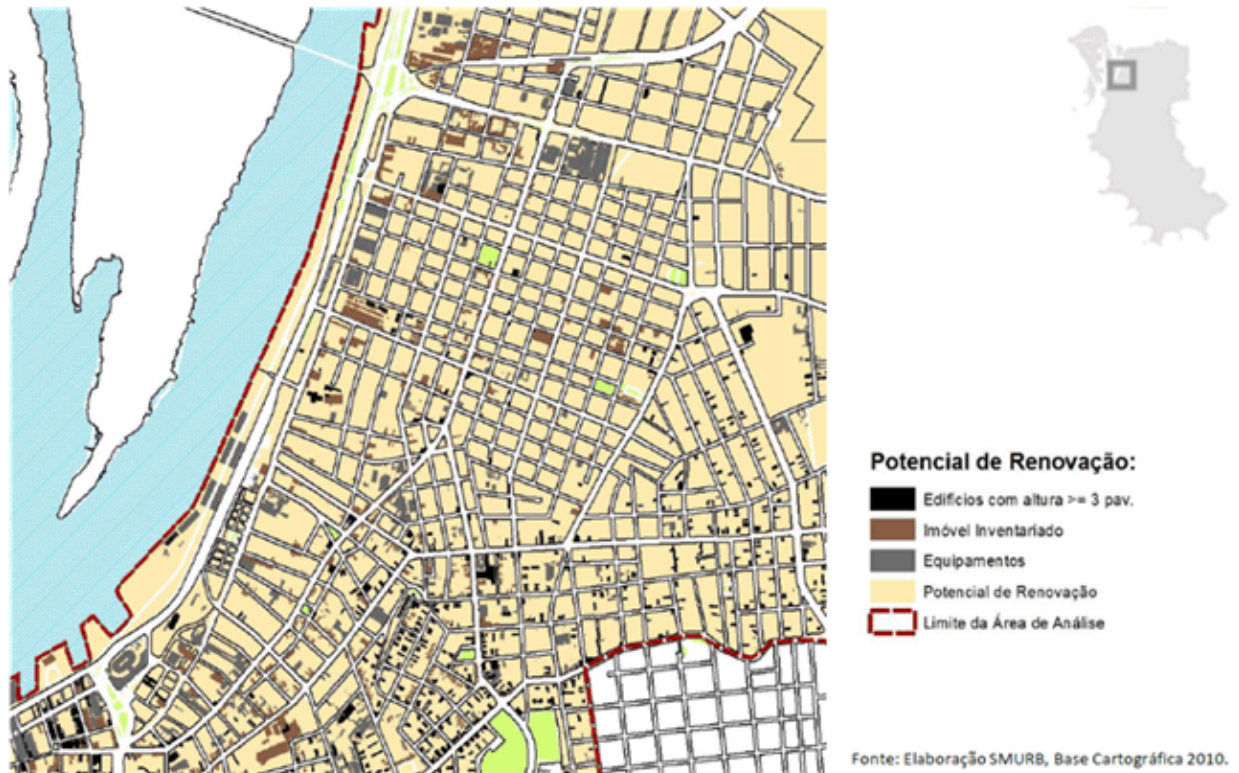 Potencial de Renovação:
Edifícios com altura >= 3 pav.
Imóvel Inventariado
Equipamentos
Potencial de Renovação
Limite da Área de Análise
Fonte: Elaboração SMURB, Base Cartográfica 2010.